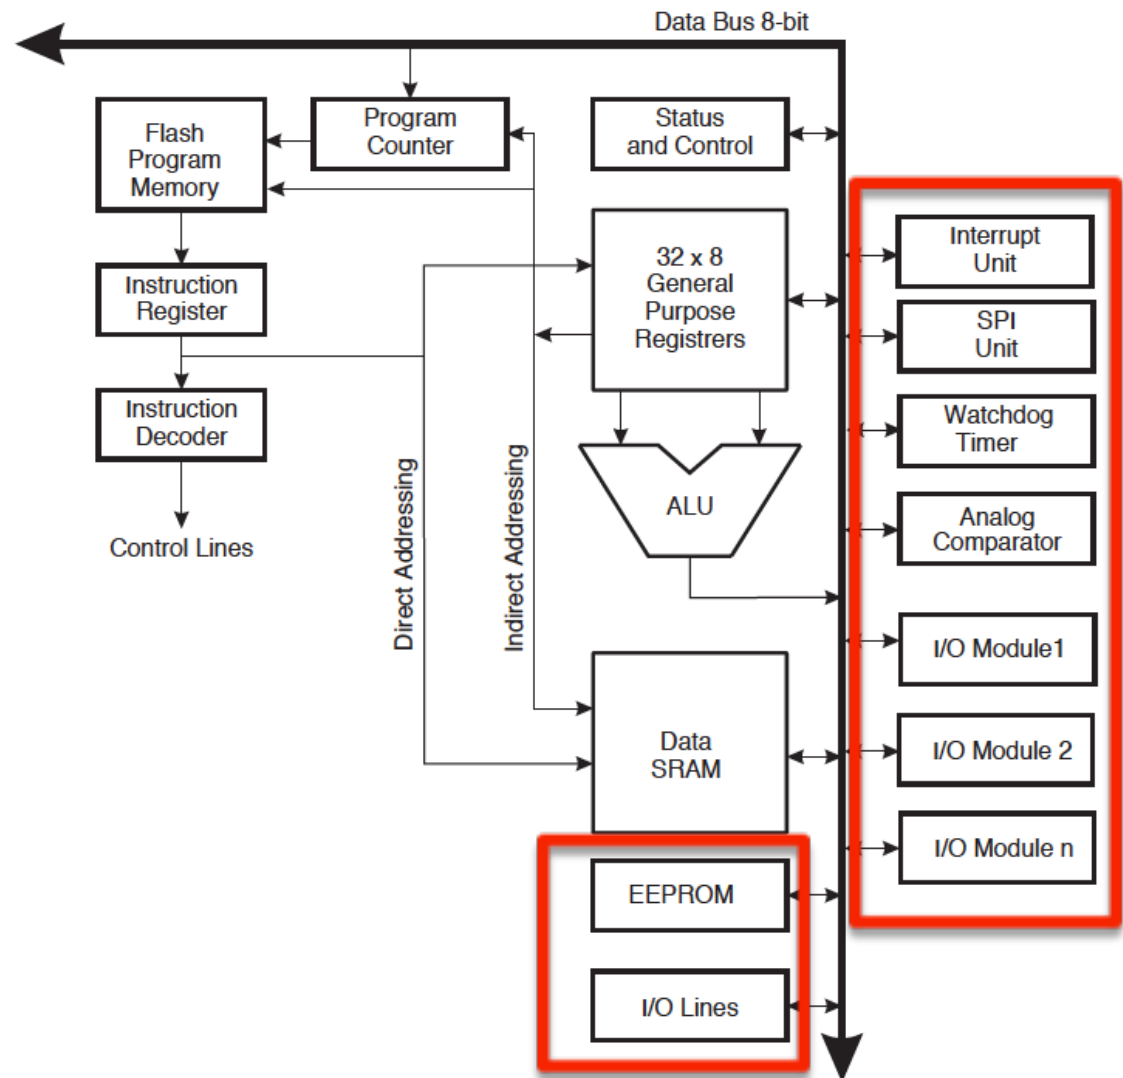 Data Bus 8-bit
Flash
Program
Memory
Program
Counter
Status
and Control
Interrupt
Unit
32 x 8
General
Purpose
Registrers
Instruction
Register
SPI
Unit
Instruction
Decoder
Watchdog
Timer
Direct Addressing
Indirect Addressing
ALU
Analog
Comparator
Control Lines
I/O Module1
Data
SRAM
I/O Module 2
I/O Module n
EEPROM
I/O Lines